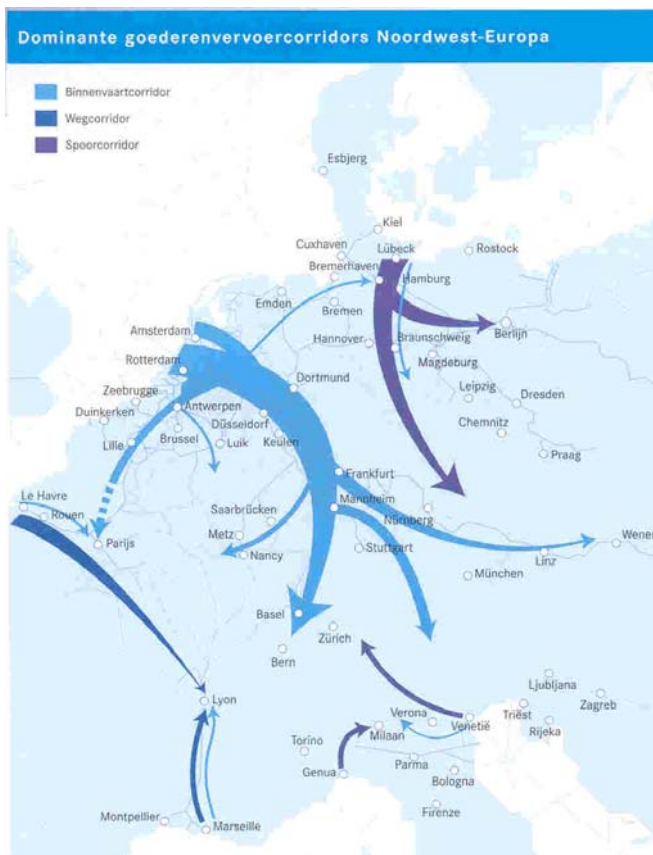 Dominante goederenvervoercorridors Noordwest-Europa
Binnenvaartcorridor
Wegcorridor
Spoorcorridor
Esbjerg
Kiel
Cuxhaven
Lübeck
Rostock
Bremerhaven
Hamburg
Emden
Bremen
Amsterdam
Hannover
Braunschweig
Berlijn
Magdeburg
Rotterdam
Dortmund
Leipzig
Dresden
Zeebrugge
Antwerpen
Duinkerken
Düsseldorf
Chemnitz
Brussel
Luik
Keulen
Lille
Praag
Frankfurt
Le Havre
Mannheim
Rouen
Saarbrücken
Nürnberg
Parijs
Metz
Nancy
Stuttgart
Linz
Wenen
München
Basel
Zürich
Bern
Lyon
Ljubljana
Zagreb
Verona
Venetië
Triëst
Rijeka
Torino
Milaan
Genua
Parma
Bologna
Montpellier
Marseille
Firenze